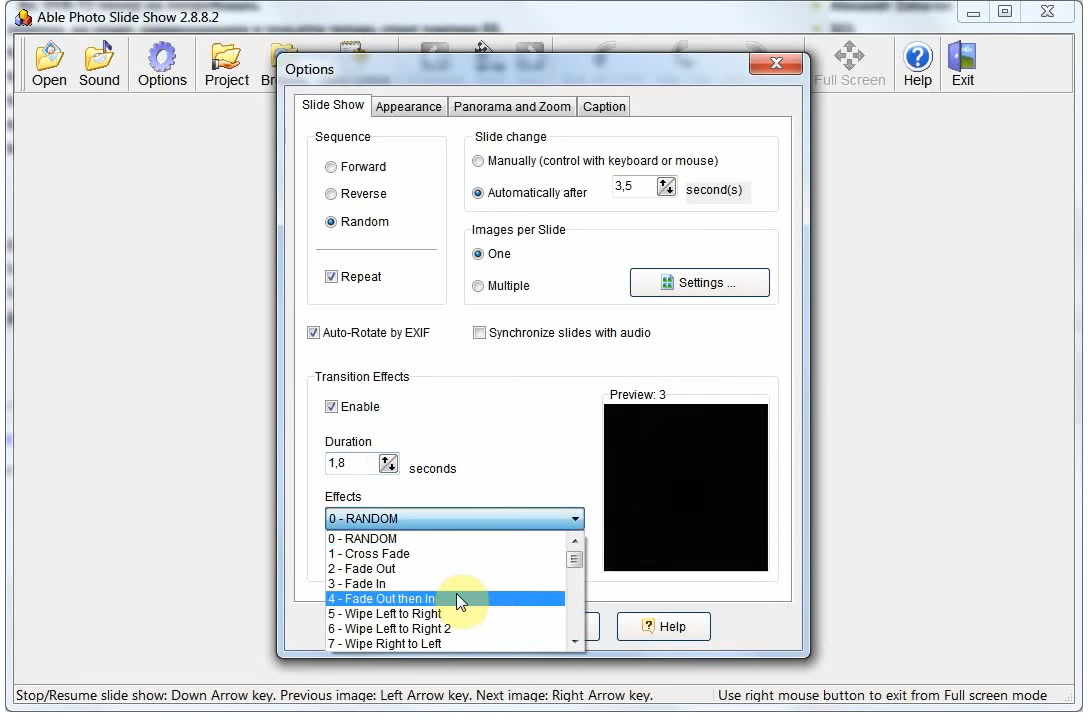 Able Photo Slide Show 2.8.8.2
Open Sound Options Project Full Screen Help Exit
Options
Slide Show Appearance Panorama and Zoom Caption
Sequence
Forward
Reverse
Random
Repeat
Slide change
Manually (control with keyboard or mouse)
Automatically after 3,5 second(s)
Images per Slide
One
Multiple
Settings ...
Auto-Rotate by EXIF
Synchronize slides with audio
Transition Effects
Enable
Duration
1,8 seconds
Effects
0 - RANDOM
0 - RANDOM
1 - Cross Fade
2 - Fade Out
3 - Fade In
4 - Fade Out then In
5 - Wipe Left to Right
6 - Wipe Left to Right 2
7 - Wipe Right to Left
Preview: 3
Help
Stop/Resume slide show: Down Arrow key. Previous image: Left Arrow key. Next image: Right Arrow key.
Use right mouse button to exit from Full screen mode